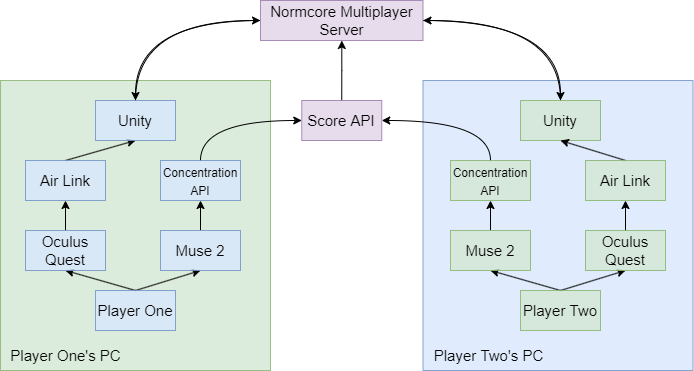 Normcore Multiplayer
Server
Unity
Score API
Unity
Air Link
Concentration
API
Concentration
API
Air Link
Oculus
Quest
Muse 2
Muse 2
Oculus
Quest
Player One
Player Two
Player One's PC
Player Two's PC